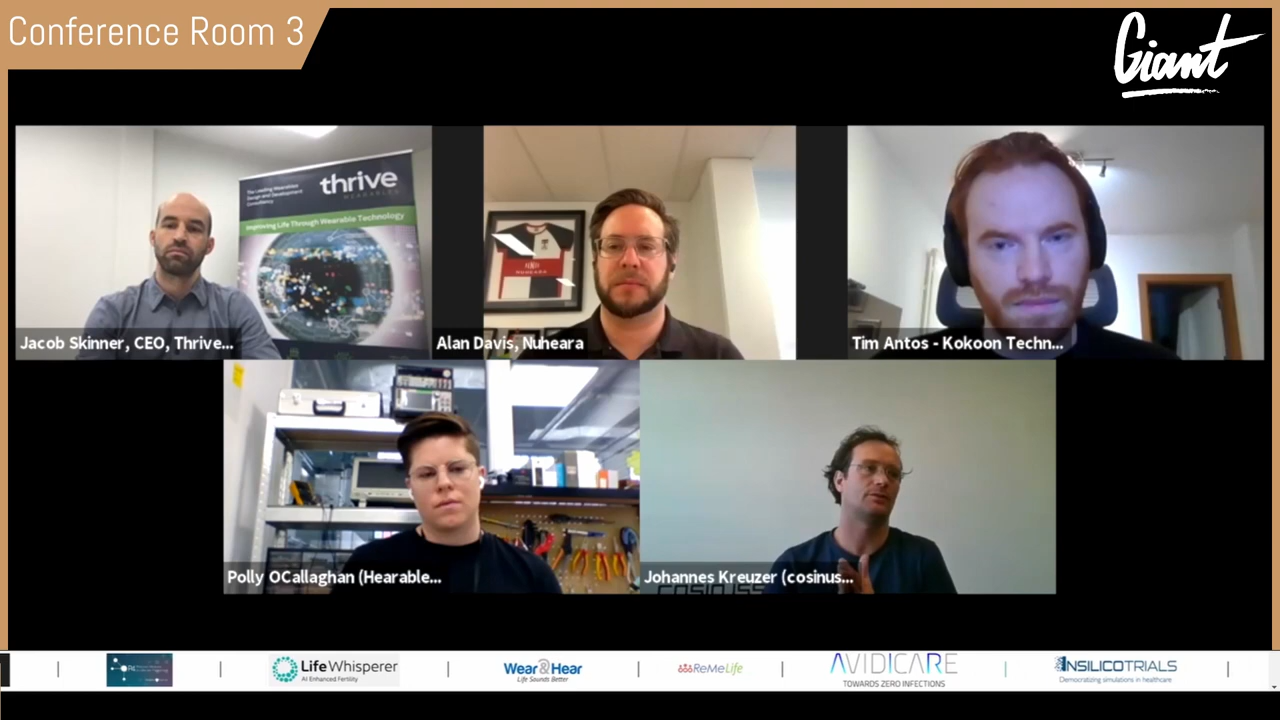 Conference Room 3
Giant
The Leading Wearables
Design and Development
Consultancy
thrive
WEARABLES
Improving Life Through Wearable Technology
Jacob Skinner, CEO, Thrive...
Alan Davis, Nuheara
Tim Antos - Kokoon Techn...
Polly OCallaghan (Hearable...
cosinuss
Johannes Kreuzer (cosinus...
LifeWhisperer
AI Enhanced Fertility
Wear&Hear
Life Sounds Better
ReMeLife
AVIDICARE
TOWARDS ZERO INFECTIONS
INSILICOTRIALS
Democratizing simulations in healthcare